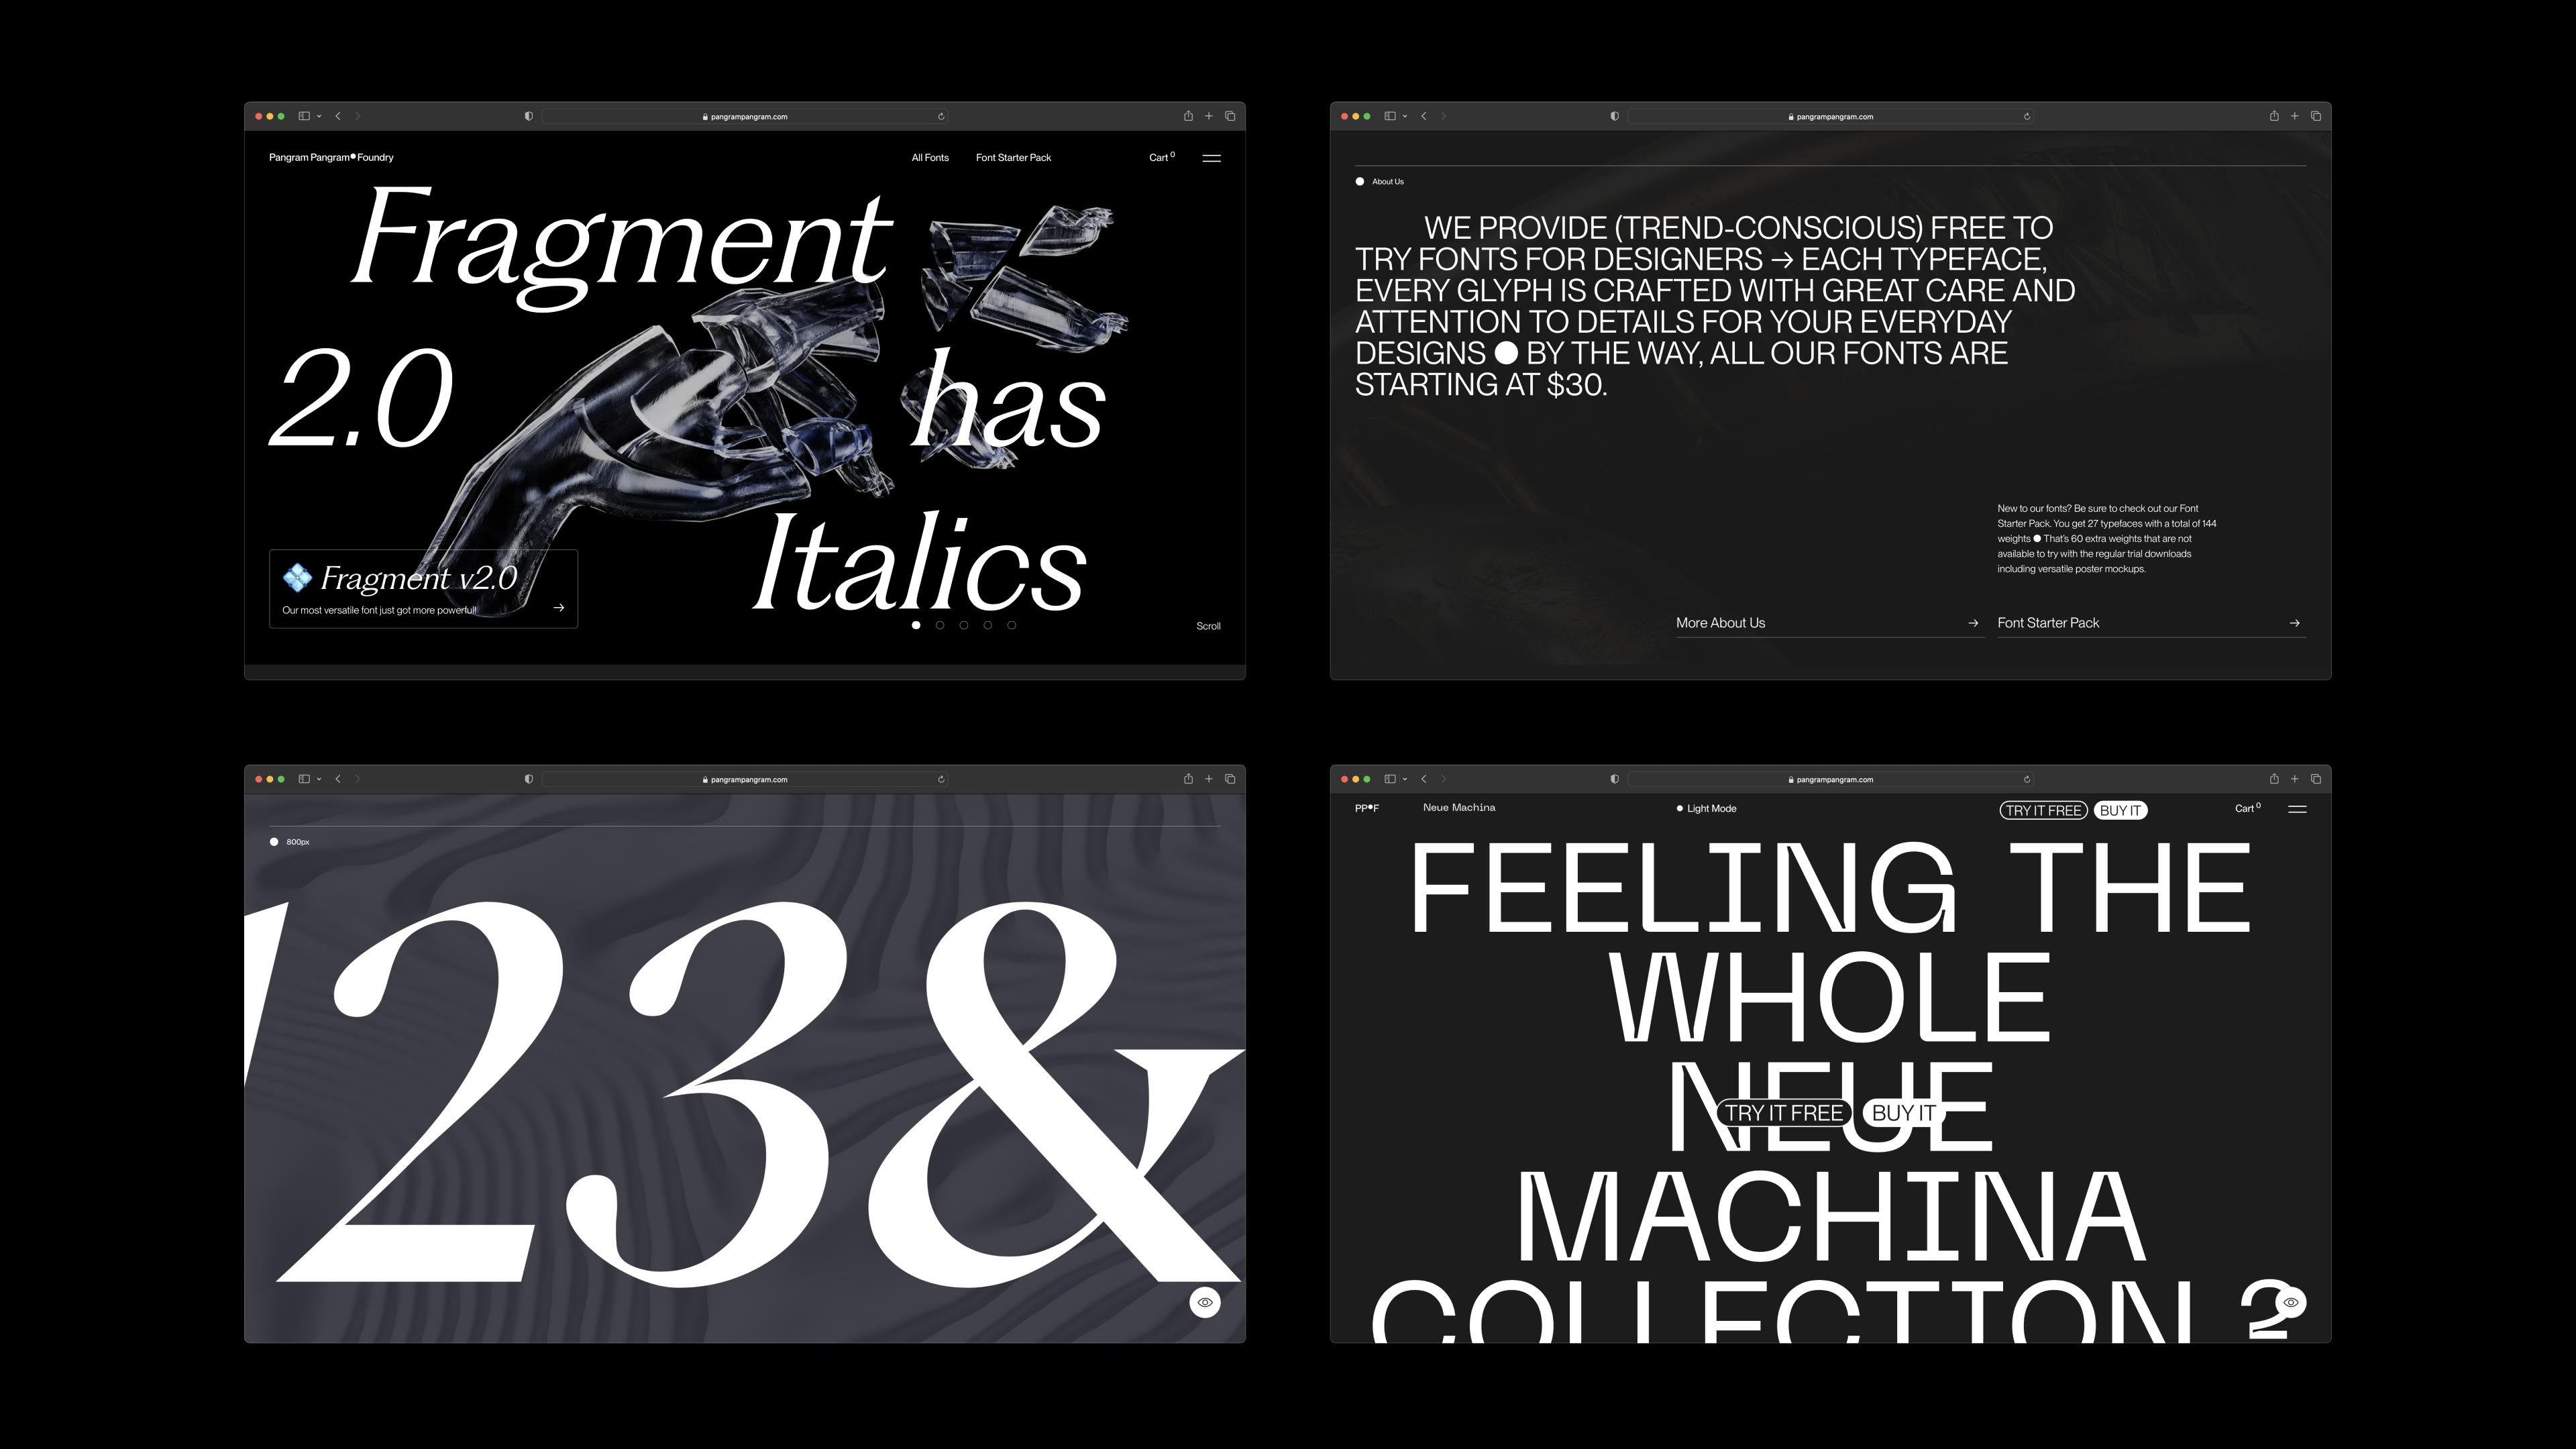 pangrampangram.com
Pangram Pangram●Foundry
All Fonts
Font Starter Pack
Cart 0
Fragment
2.0
has
Italics
Fragment v2.0
Our most versatile font just got more powerful!
Scroll
pangrampangram.com
About Us
WE PROVIDE (TREND-CONSCIOUS) FREE TO
TRY FONTS FOR DESIGNERS → EACH TYPEFACE,
EVERY GLYPH IS CRAFTED WITH GREAT CARE AND
ATTENTION TO DETAILS FOR YOUR EVERYDAY
DESIGNS ● BY THE WAY, ALL OUR FONTS ARE
STARTING AT $30.
New to our fonts? Be sure to check out our Font
Starter Pack. You get 27 typefaces with a total of 144
weights ● That's 60 extra weights that are not
available to try with the regular trial downloads
including versatile poster mockups.
More About Us →
Font Starter Pack →
pangrampangram.com
800px
123&
pangrampangram.com
PP●F
Neue Machina
Light Mode
TRY IT FREE
BUY IT
Cart 0
FEELING THE
WHOLE
NEUE
TRY IT FREE
BUY IT
MACHINA
COLLECTION ?